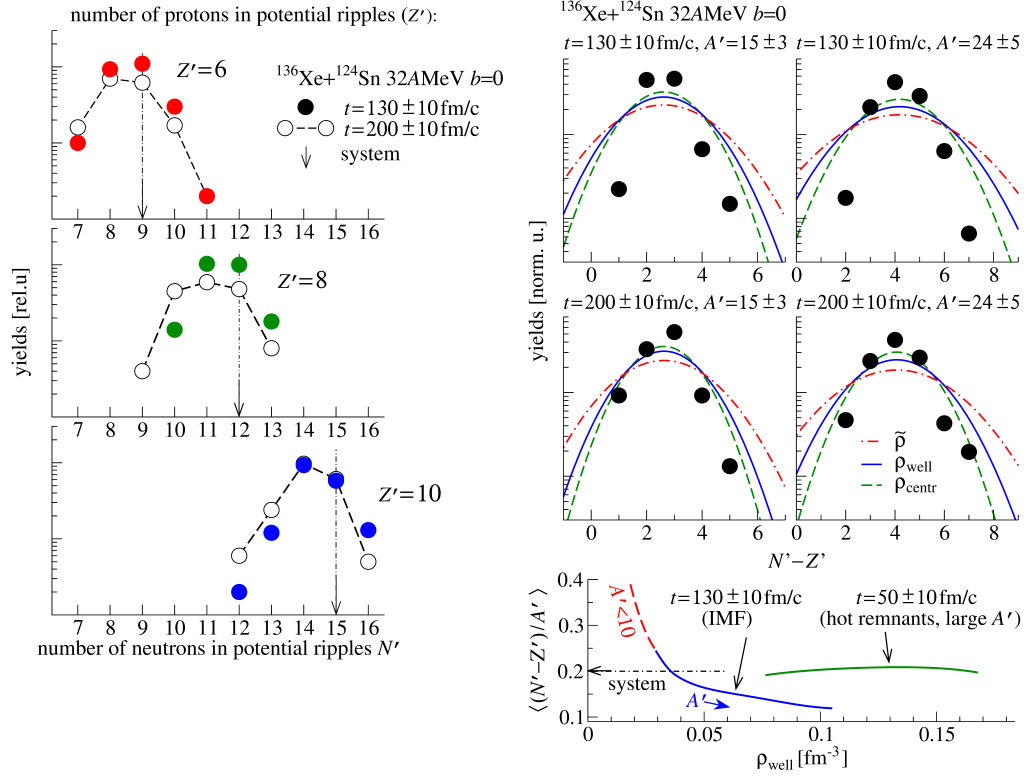 number of protons in potential ripples (Z′):
Z′=6
¹³⁶Xe+¹²⁴Sn 32AMeV b=0
t=130±10fm/c
t=200±10fm/c
system
7 8 9 10 11 12 13 14 15 16
yields [rel.u]
Z′=8
7 8 9 10 11 12 13 14 15 16
Z′=10
7 8 9 10 11 12 13 14 15 16
number of neutrons in potential ripples N′
¹³⁶Xe+¹²⁴Sn 32AMeV b=0
t=130±10fm/c, A′=15±3
t=130±10fm/c, A′=24±5
0 2 4 6
0 2 4 6 8
yields [norm. u.]
t=200±10fm/c, A′=15±3
t=200±10fm/c, A′=24±5
ρ̃
ρwell
ρcentr
0 2 4 6
0 2 4 6 8
N'−Z'
⟨(N′−Z′)/A′⟩
0.4
0.3
0.2
0.1
A′<10
t=130±10fm/c
(IMF)
t=50±10fm/c
(hot remnants, large A′)
system
A′
0 0.05 0.1 0.15
ρwell [fm⁻³]